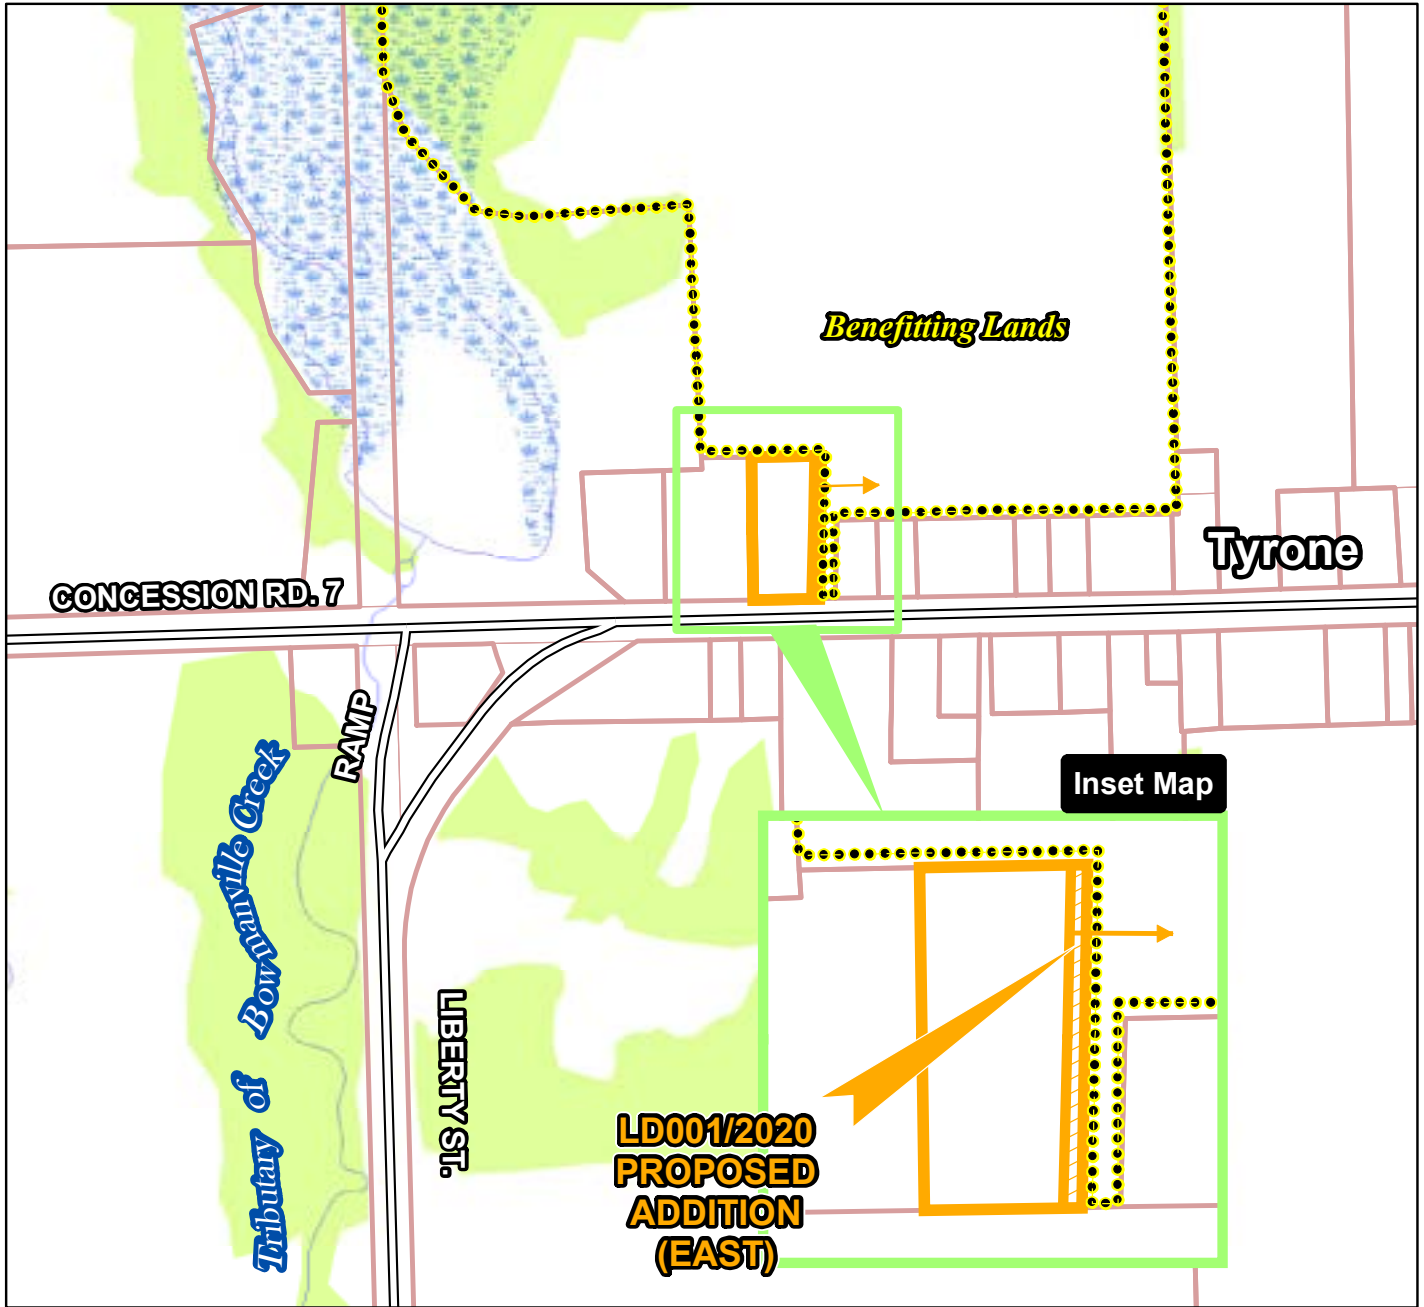 Benefitting Lands
Tyrone
CONCESSION RD. 7
RAMP
Inset Map
Tributary of Bowmanville Creek
LIBERTY ST.
LD001/2020
PROPOSED
ADDITION
(EAST)